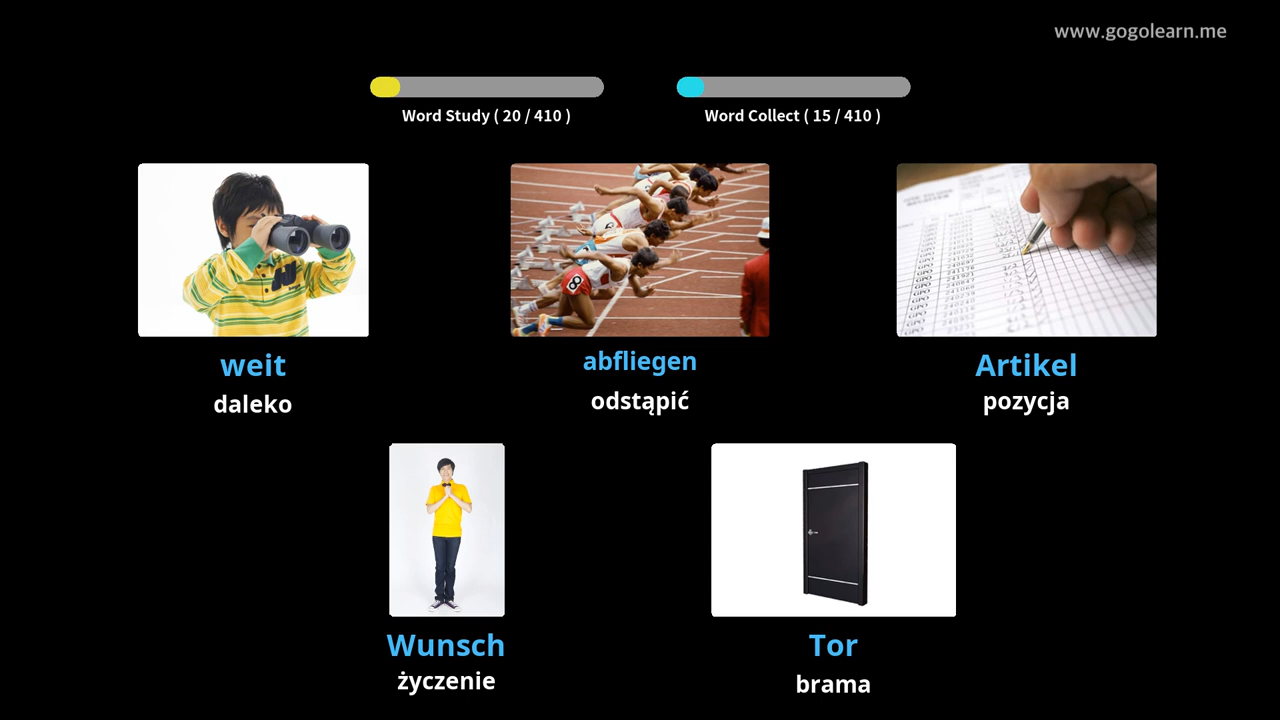 www.gogolearn.me
Word Study ( 20 / 410 )
Word Collect ( 15 / 410 )
weit
daleko
abfliegen
odstąpić
Artikel
pozycja
Wunsch
życzenie
Tor
brama